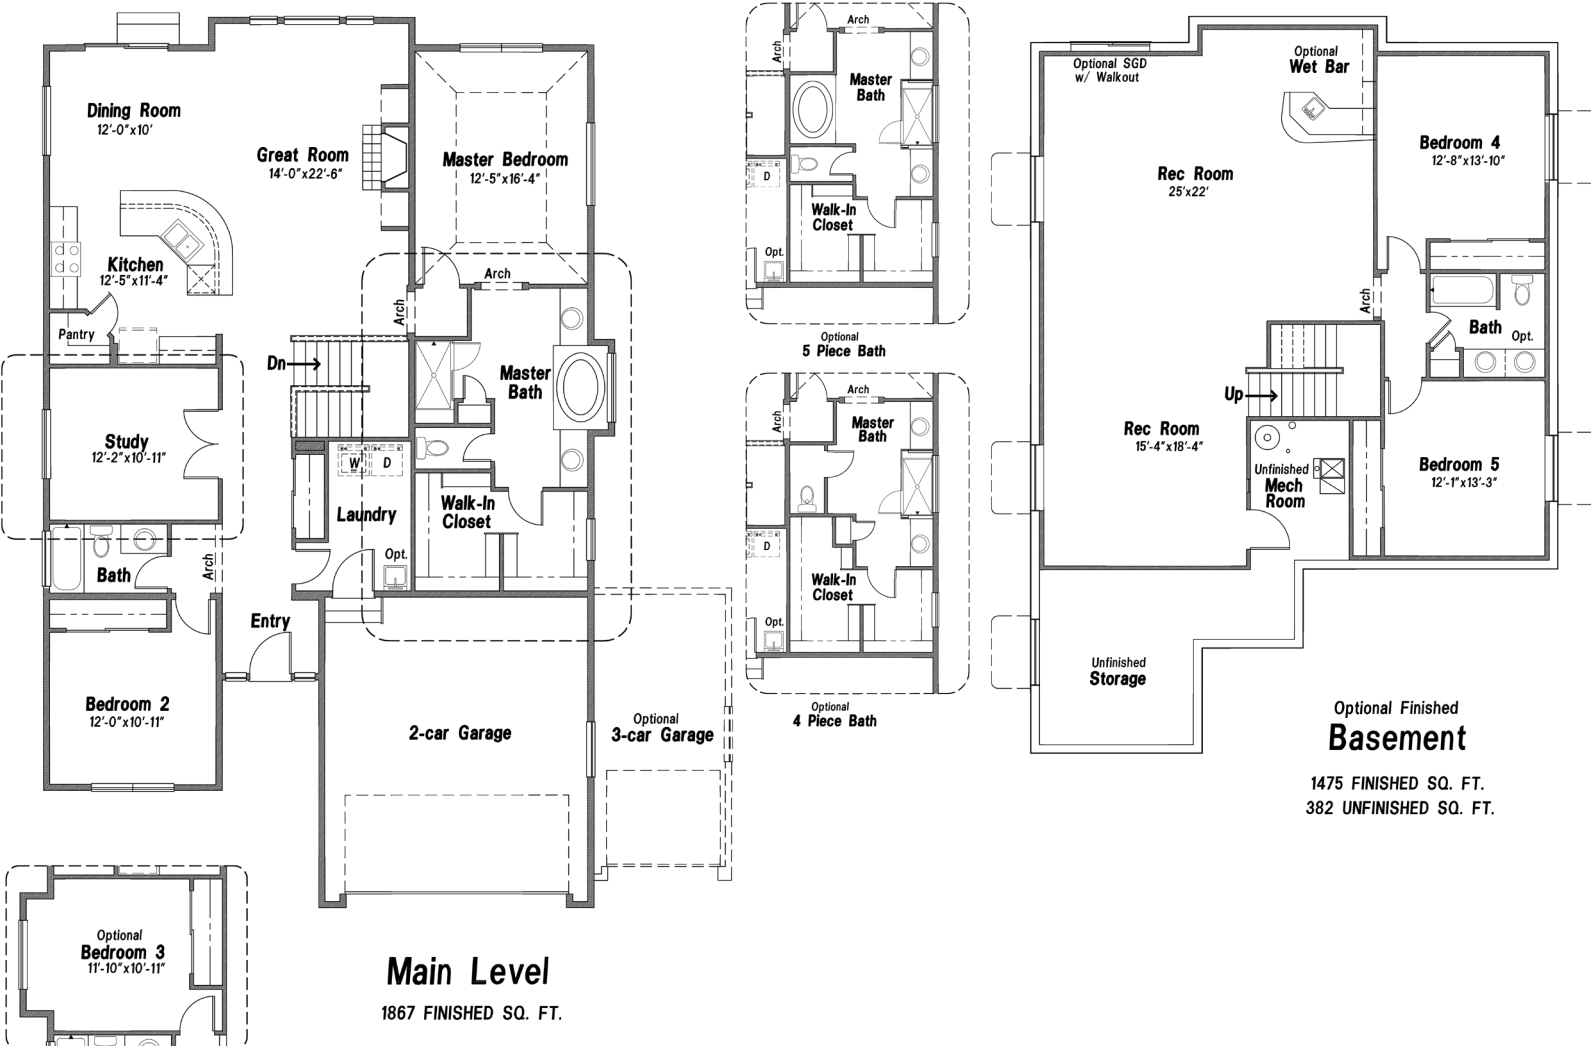 Dining Room
12'-0"x10'
Great Room
14'-0"x22'-6"
Master Bedroom
12'-5"x16'-4"
Kitchen
12'-5"x11'-4"
Pantry
Arch
Arch
Dn
Master
Bath
Study
12'-2"x10'-11"
W
D
Laundry
Walk-In
Closet
Opt.
Bath
Arch
Entry
Bedroom 2
12'-0"x10'-11"
2-car Garage
Optional
3-car Garage
Optional
Bedroom 3
11'-10"x10'-11"
Main Level
1867 FINISHED SQ. FT.
Arch
Arch
Master
Bath
D
Walk-In
Closet
Opt.
Optional
5 Piece Bath
Arch
Arch
Master
Bath
D
Walk-In
Closet
Opt.
Optional
4 Piece Bath
Optional SGD
w/ Walkout
Optional
Wet Bar
Bedroom 4
12'-8"x13'-10"
Rec Room
25'x22'
Arch
Bath
Opt.
Up
Rec Room
15'-4"x18'-4"
Unfinished
Mech
Room
Bedroom 5
12'-1"x13'-3"
Unfinished
Storage
Optional Finished
Basement
1475 FINISHED SQ. FT.
382 UNFINISHED SQ. FT.